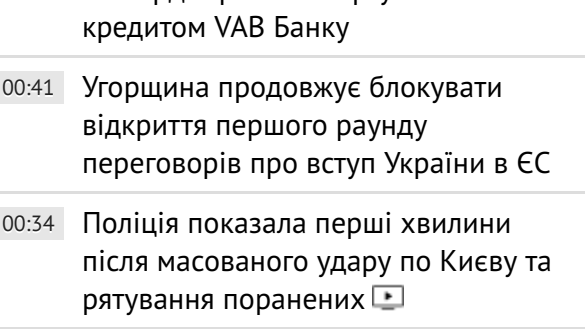 кредитом VAB Банку
00:41 Угорщина продовжує блокувати
відкриття першого раунду
переговорів про вступ України в ЄС
00:34 Поліція показала перші хвилини
після масованого удару по Києву та
рятування поранених